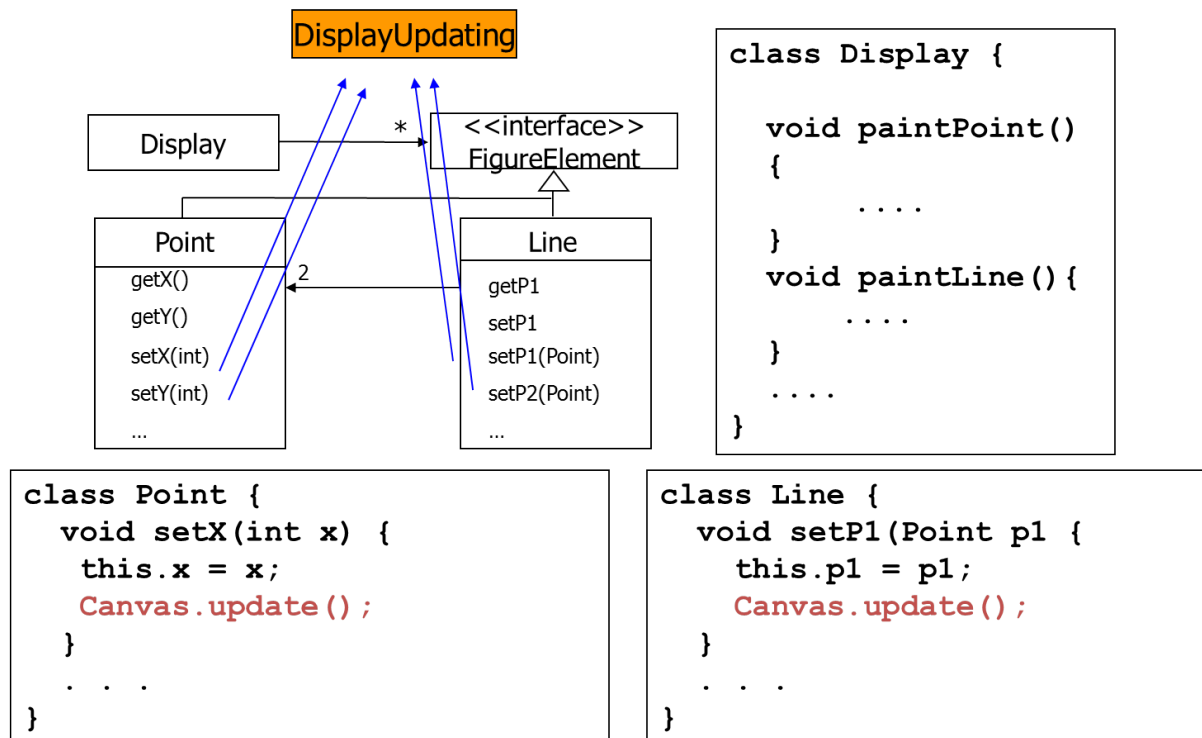 DisplayUpdating
Display
*
<<interface>>
FigureElement
Point
getX()
getY()
setX(int)
setY(int)
...
2
Line
getP1
setP1
setP1(Point)
setP2(Point)
...
class Display {
void paintPoint()
{
....
}
void paintLine(){
....
}
....
}
class Point {
void setX(int x) {
this.x = x;
Canvas.update();
}
. . .
}
class Line {
void setP1(Point p1 {
this.p1 = p1;
Canvas.update();
}
. . .
}